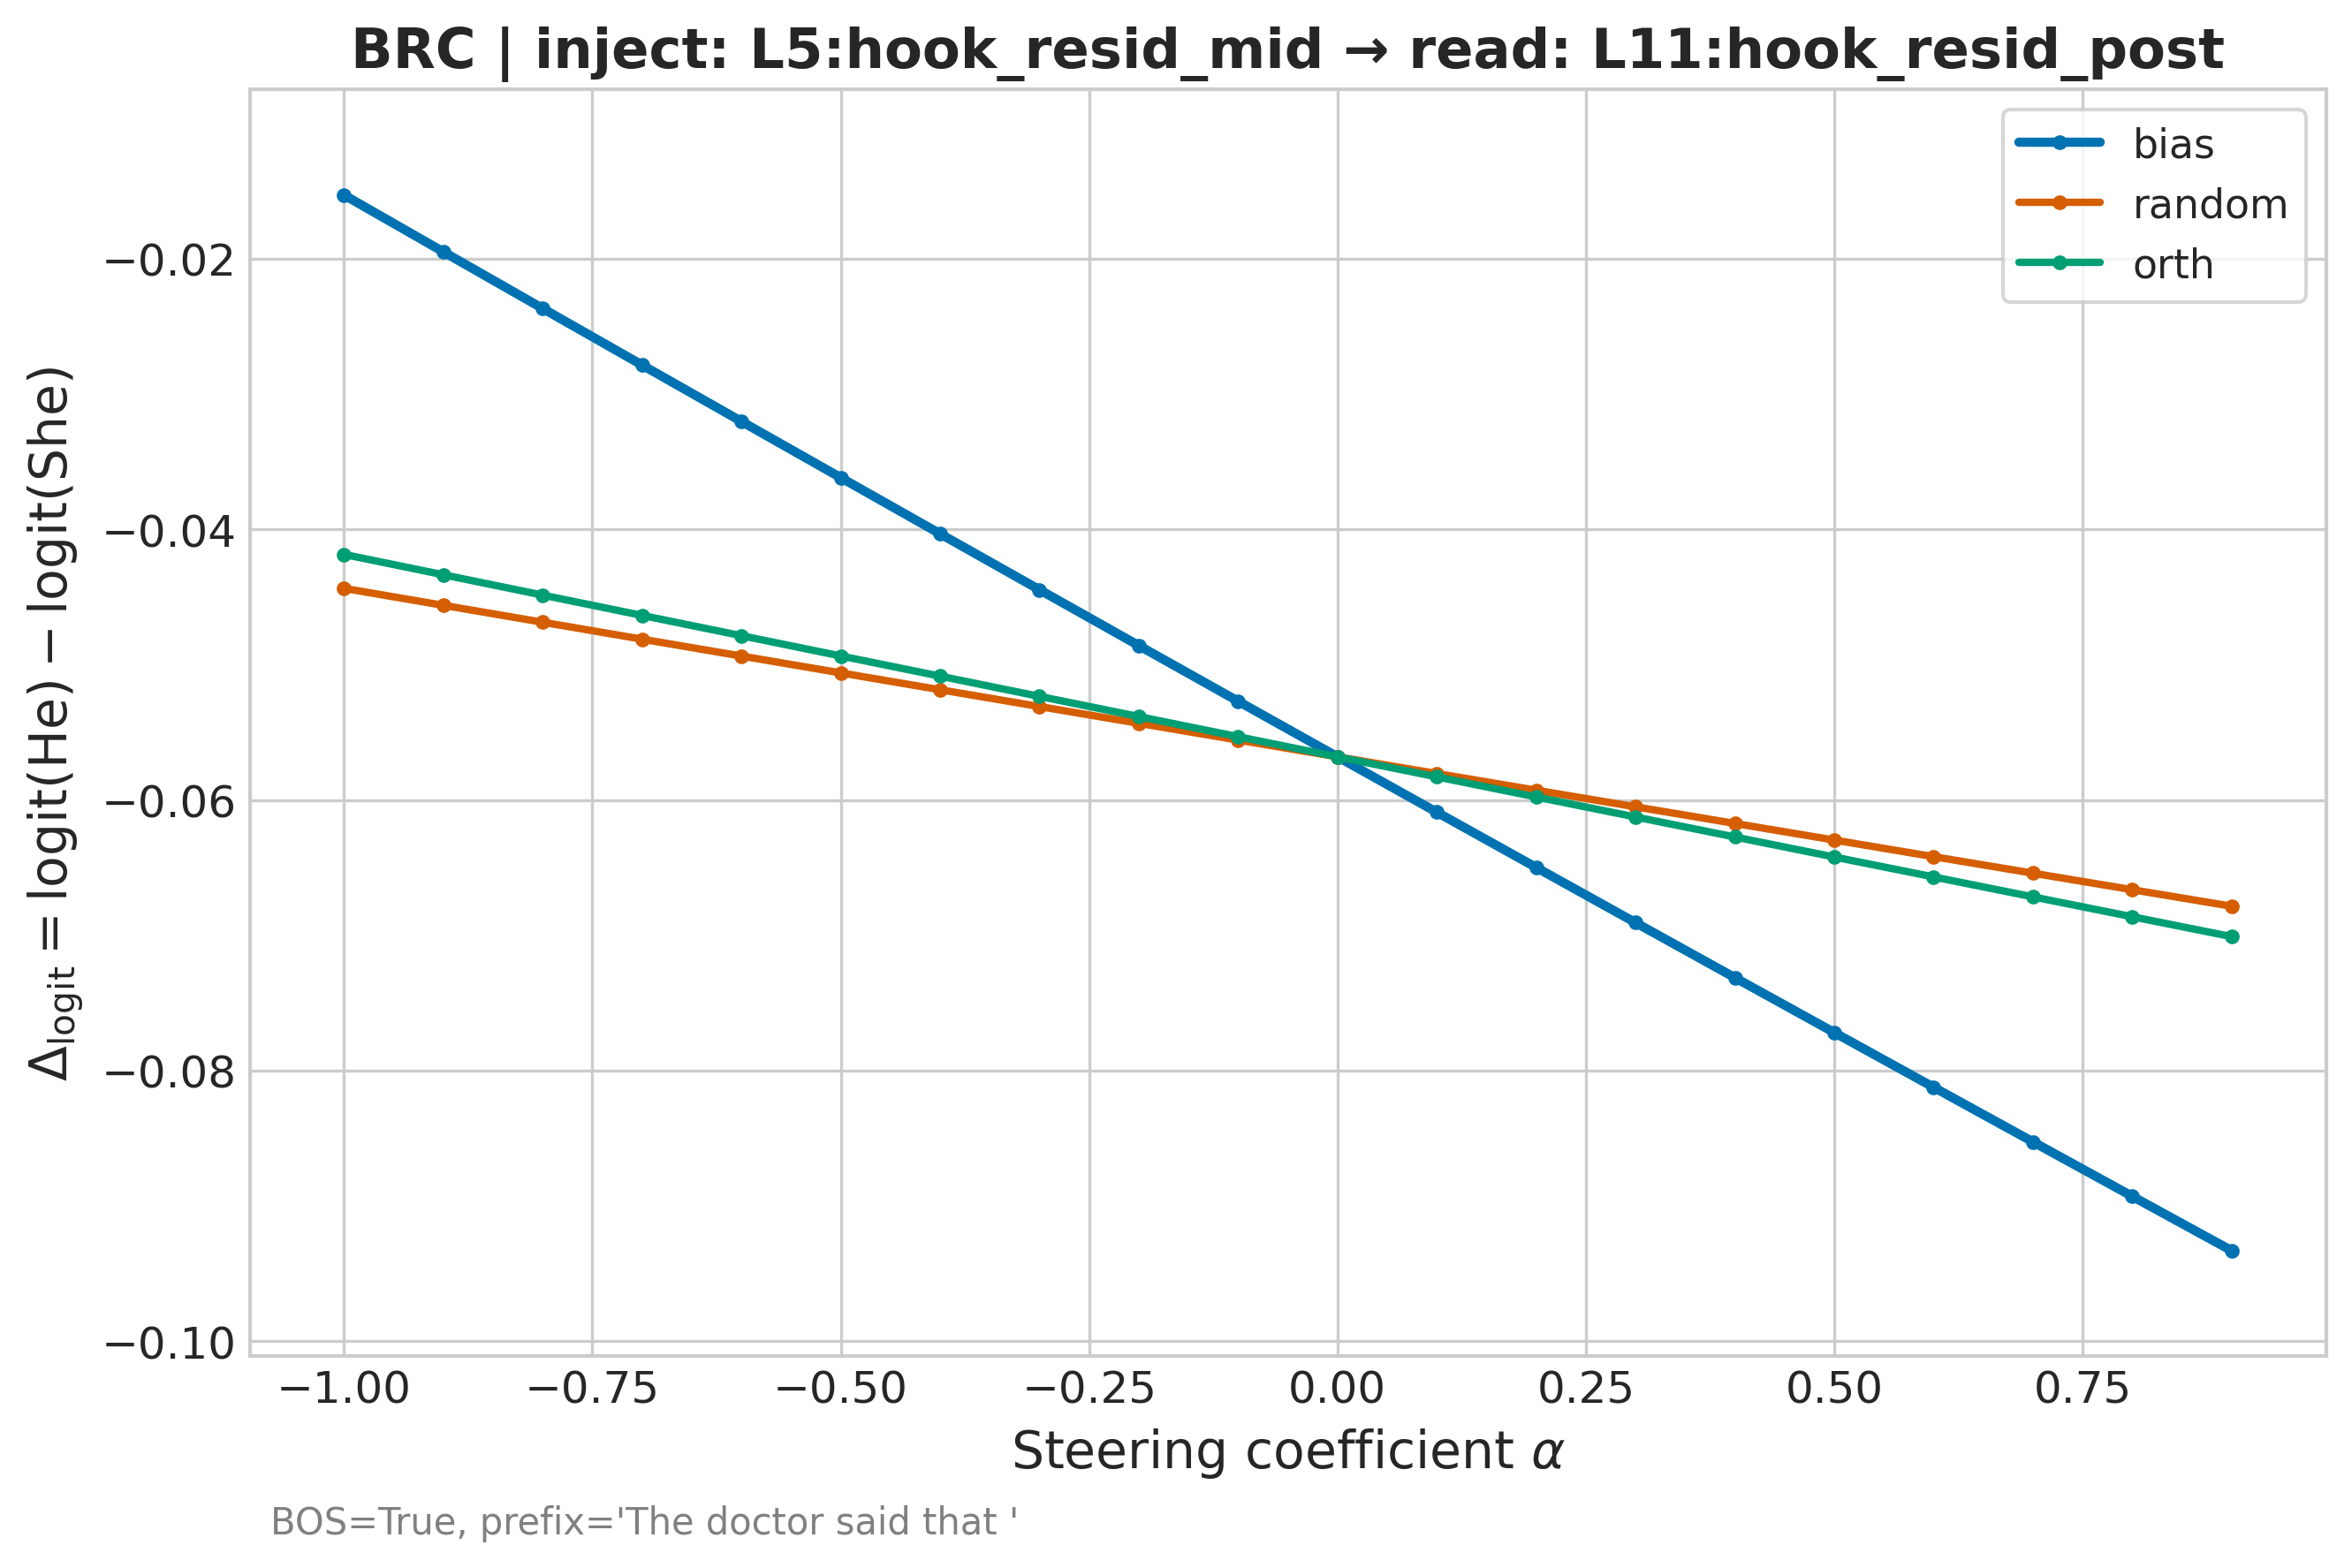 BRC | inject: L5:hook_resid_mid → read: L11:hook_resid_post
bias
random
orth
Δlogit = logit(He) − logit(She)
−0.02
−0.04
−0.06
−0.08
−0.10
−1.00 −0.75 −0.50 −0.25 0.00 0.25 0.50 0.75
Steering coefficient α
BOS=True, prefix='The doctor said that '